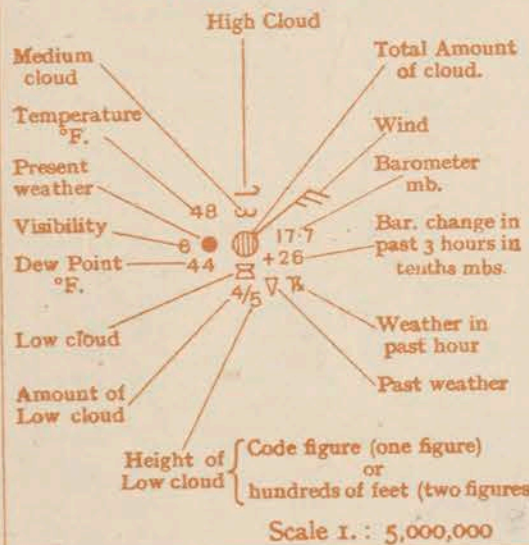 High Cloud
Medium
cloud
Total Amount
of cloud.
Temperature
°F.
Wind
Present
weather
Barometer
mb.
48
Visibility
6
17·7
Bar. change in
past 3 hours in
tenths mbs.
+26
Dew Point
°F.
44
4/5
Low cloud
Weather in
past hour
Amount of
Low cloud
Past weather
Height of
Low cloud
Code figure (one figure)
or
hundreds of feet (two figures
Scale 1. : 5,000,000